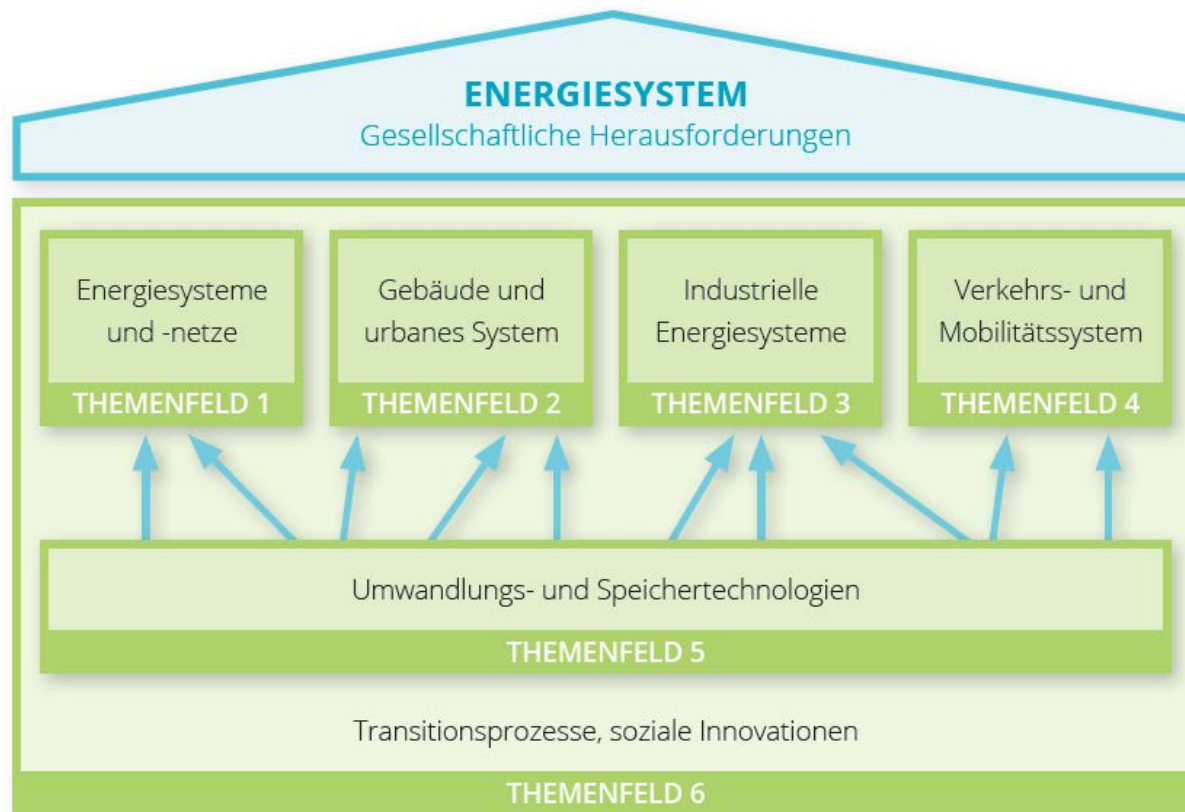 ENERGIESYSTEM
Gesellschaftliche Herausforderungen
Energiesysteme
und -netze
THEMENFELD 1
Gebäude und
urbanes System
THEMENFELD 2
Industrielle
Energiesysteme
THEMENFELD 3
Verkehrs- und
Mobilitätssystem
THEMENFELD 4
Umwandlungs- und Speichertechnologien
THEMENFELD 5
Transitionsprozesse, soziale Innovationen
THEMENFELD 6